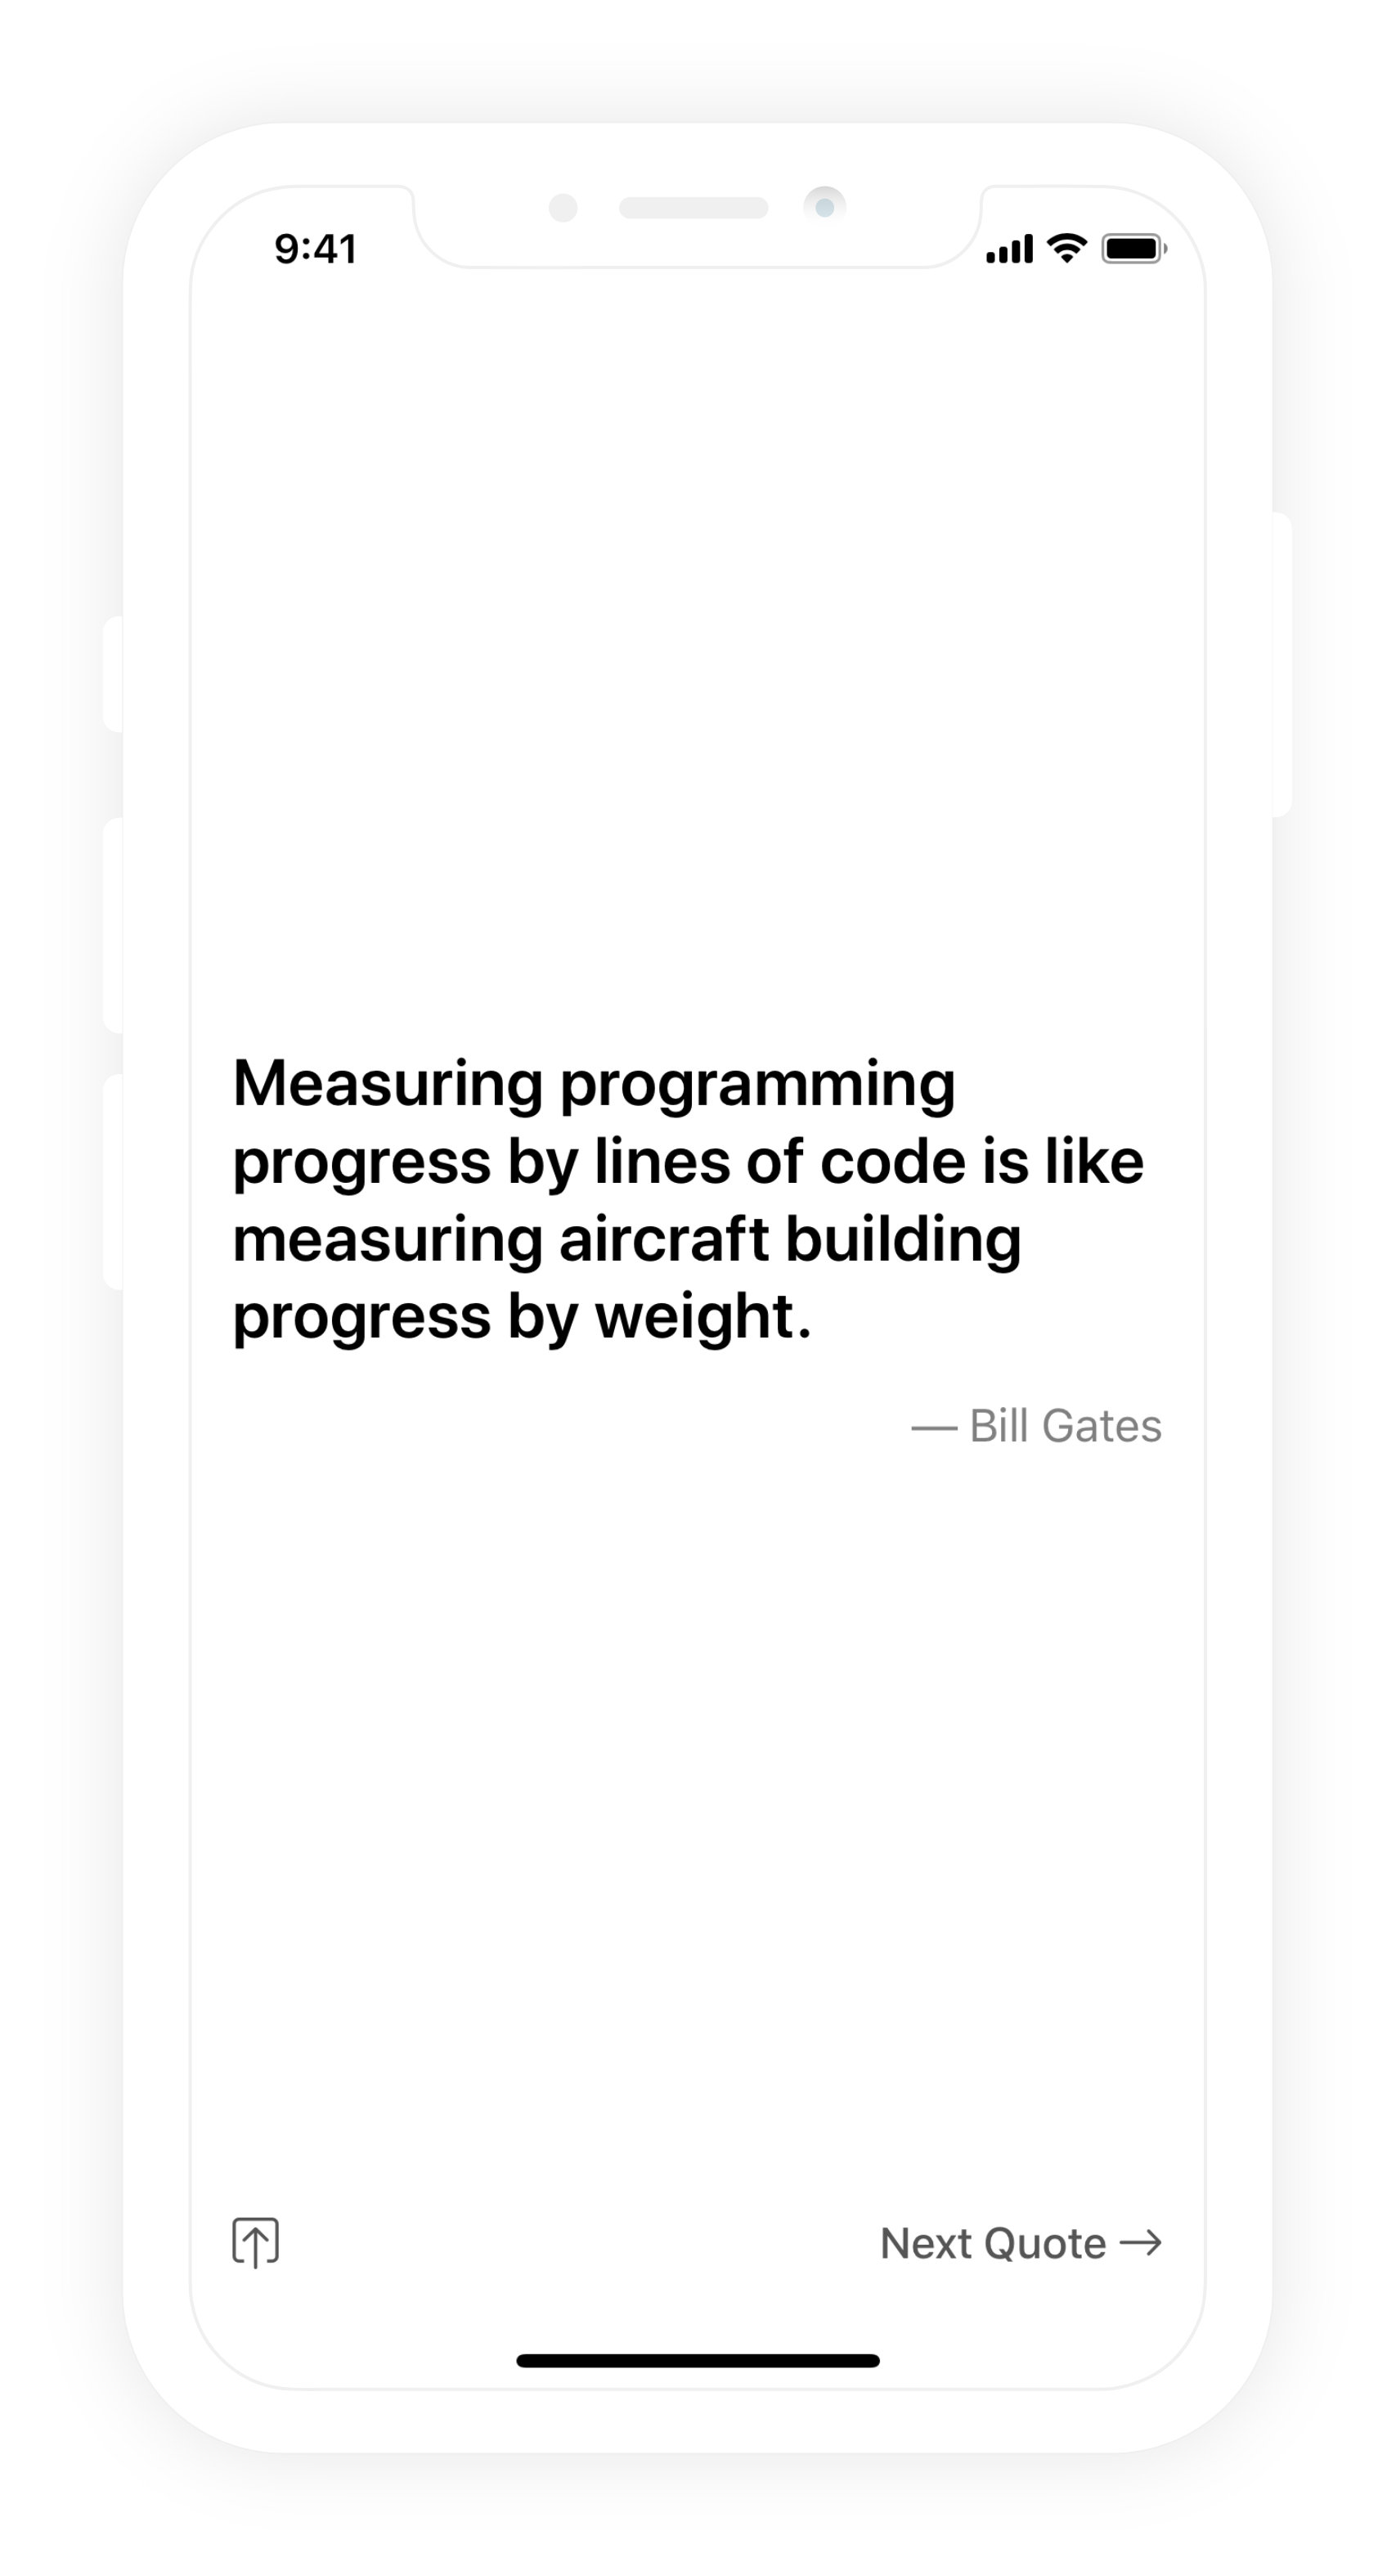 9:41
Measuring programming
progress by lines of code is like
measuring aircraft building
progress by weight.
— Bill Gates
Next Quote →